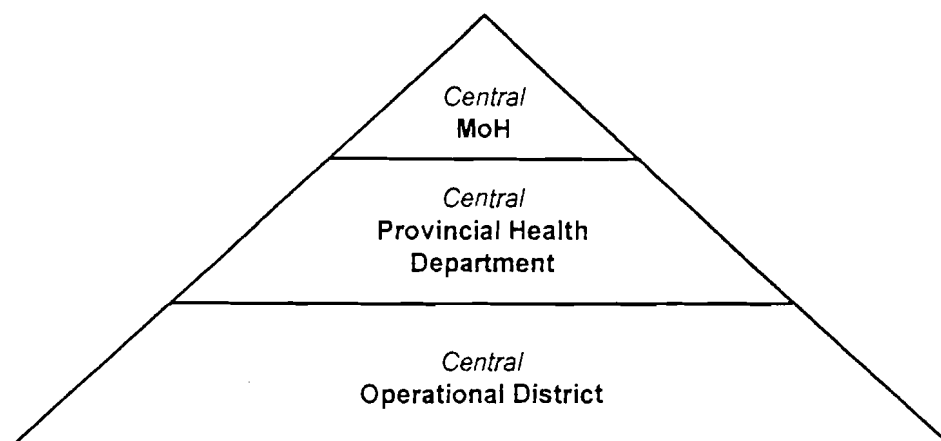 Central
MoH
Central
Provincial Health
Department
Central
Operational District